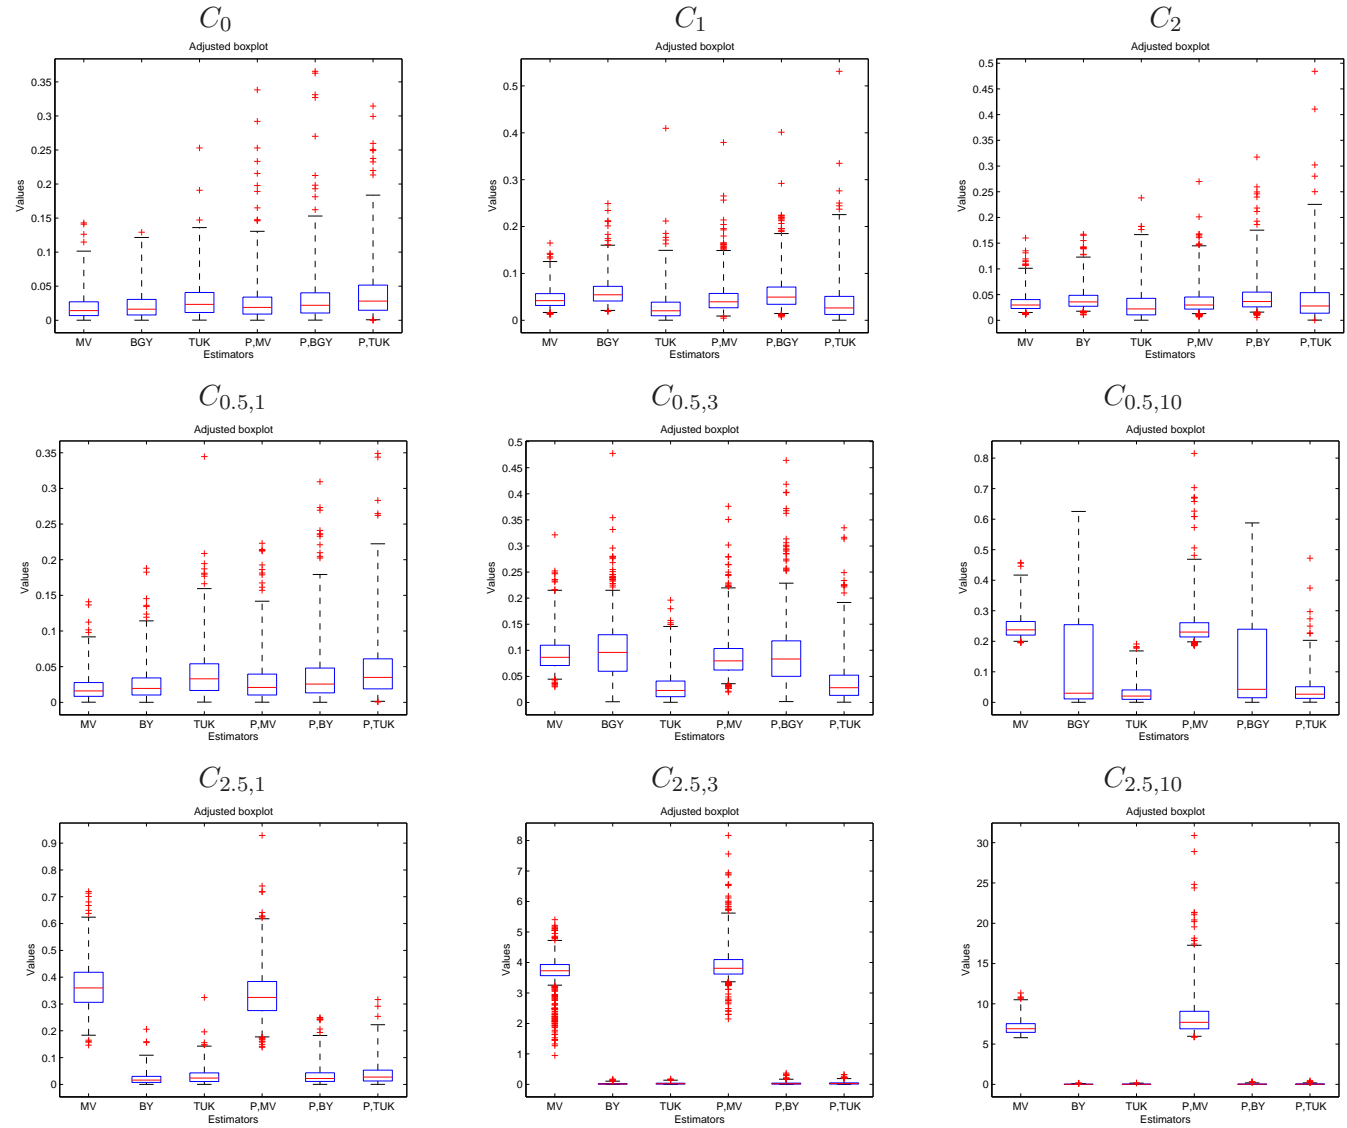 C0 C1 C2
Adjusted boxplot Adjusted boxplot Adjusted boxplot
Values
0.35
0.3
0.25
0.2
0.15
0.1
0.05
0
MV BGY TUK P,MV P,BGY P,TUK
Estimators
Values
0.5
0.4
0.3
0.2
0.1
0
MV BGY TUK P,MV P,BGY P,TUK
Estimators
Values
0.5
0.45
0.4
0.35
0.3
0.25
0.2
0.15
0.1
0.05
0
MV BY TUK P,MV P,BY P,TUK
Estimators
C0.5,1 C0.5,3 C0.5,10
Adjusted boxplot Adjusted boxplot Adjusted boxplot
Values
0.35
0.3
0.25
0.2
0.15
0.1
0.05
0
MV BY TUK P,MV P,BY P,TUK
Estimators
Values
0.5
0.45
0.4
0.35
0.3
0.25
0.2
0.15
0.1
0.05
0
MV BGY TUK P,MV P,BGY P,TUK
Estimators
Values
0.8
0.7
0.6
0.5
0.4
0.3
0.2
0.1
0
MV BGY TUK P,MV P,BGY P,TUK
Estimators
C2.5,1 C2.5,3 C2.5,10
Adjusted boxplot Adjusted boxplot Adjusted boxplot
Values
0.9
0.8
0.7
0.6
0.5
0.4
0.3
0.2
0.1
0
MV BY TUK P,MV P,BY P,TUK
Estimators
Values
8
7
6
5
4
3
2
1
0
MV BY TUK P,MV P,BY P,TUK
Estimators
Values
30
25
20
15
10
5
0
MV BY TUK P,MV P,BY P,TUK
Estimators